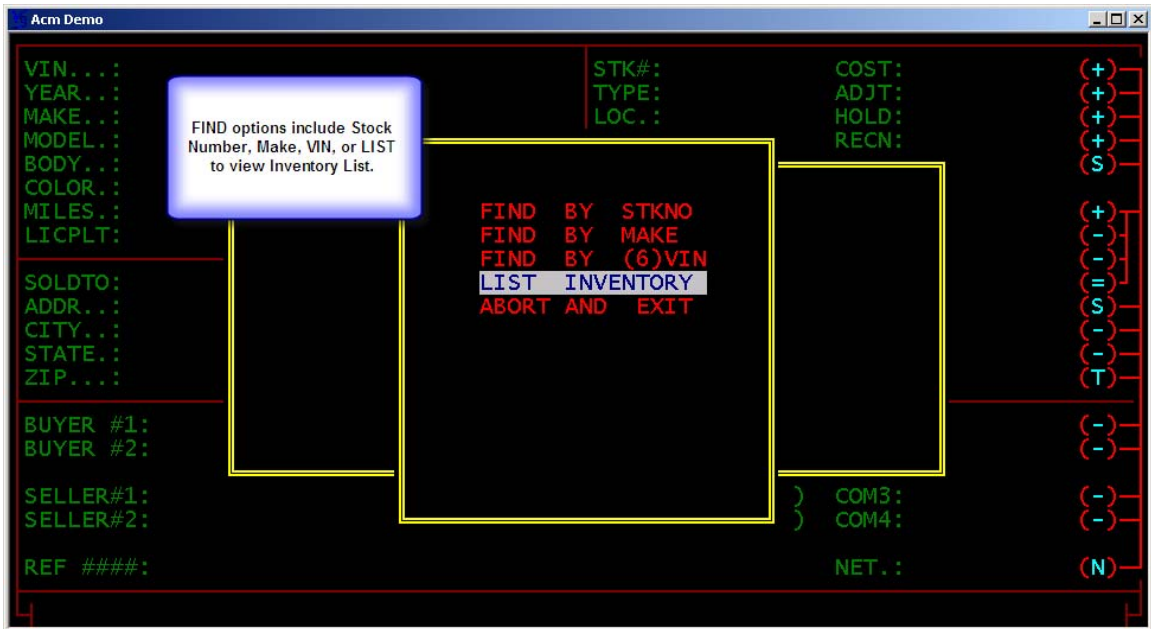 Acm Demo
VIN...: STK#: COST: (+)
YEAR..: TYPE: ADJT: (+)
MAKE..: LOC.: HOLD: (+)
MODEL.: RECN: (+)
BODY..: (S)
COLOR.:
MILES.: (+)
LICPLT: (-)
(-)
FIND options include Stock
Number, Make, VIN, or LIST
to view Inventory List.
FIND BY STKNO
FIND BY MAKE
FIND BY (6)VIN
LIST INVENTORY
ABORT AND EXIT
SOLDTO: (=)
ADDR..: (S)
CITY..: (-)
STATE.: (-)
ZIP...: (T)
BUYER #1: (-)
BUYER #2: (-)
SELLER#1: ) COM3: (-)
SELLER#2: ) COM4: (-)
REF ####: NET.: (N)